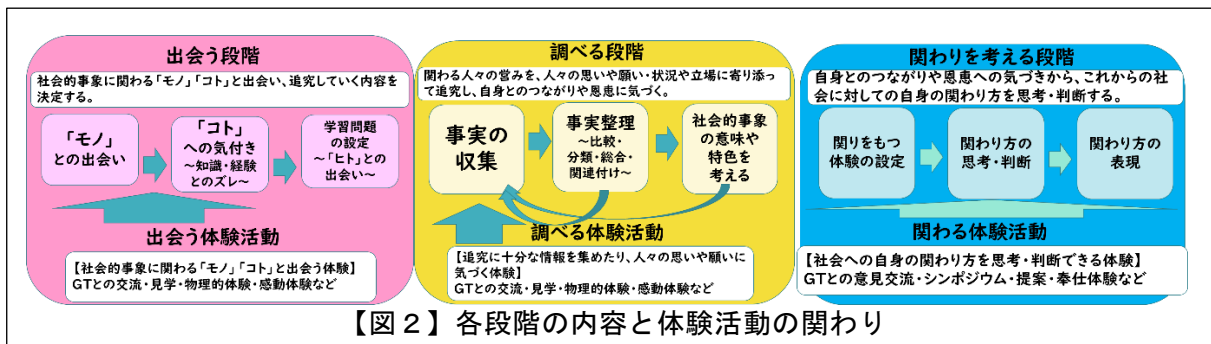 出会う段階
社会的事象に関わる「モノ」「コト」と出会い、追究していく内容を
決定する。
「モノ」
との出会い
「コト」
への気付き
~知識・経験
とのズレ~
学習問題
の設定
~「ヒト」との
出会い~
出会う体験活動
【社会的事象に関わる「モノ」「コト」と出会う体験】
GTとの交流・見学・物理的体験・感動体験など
調べる段階
関わる人々の営みを、人々の思いや願い・状況や立場に寄り添っ
て追究し、自身とのつながりや恩恵に気づく。
事実の
収集
事実整理
~比較・
分類・総合・
関連付け~
社会的事象
の意味や
特色を
考える
調べる体験活動
【追究に十分な情報を集めたり、人々の思いや願いに
気づく体験】
GTとの交流・見学・物理的体験・感動体験など
関わりを考える段階
自身とのつながりや恩恵への気づきから、これからの社
会に対しての自身の関わり方を思考・判断する。
関りをもつ
体験の設定
関わり方の
思考・判断
関わり方の
表現
関わる体験活動
【社会への自身の関わり方を思考・判断できる体験】
GTとの意見交流・シンポジウム・提案・奉仕体験など
【図2】各段階の内容と体験活動の関わり